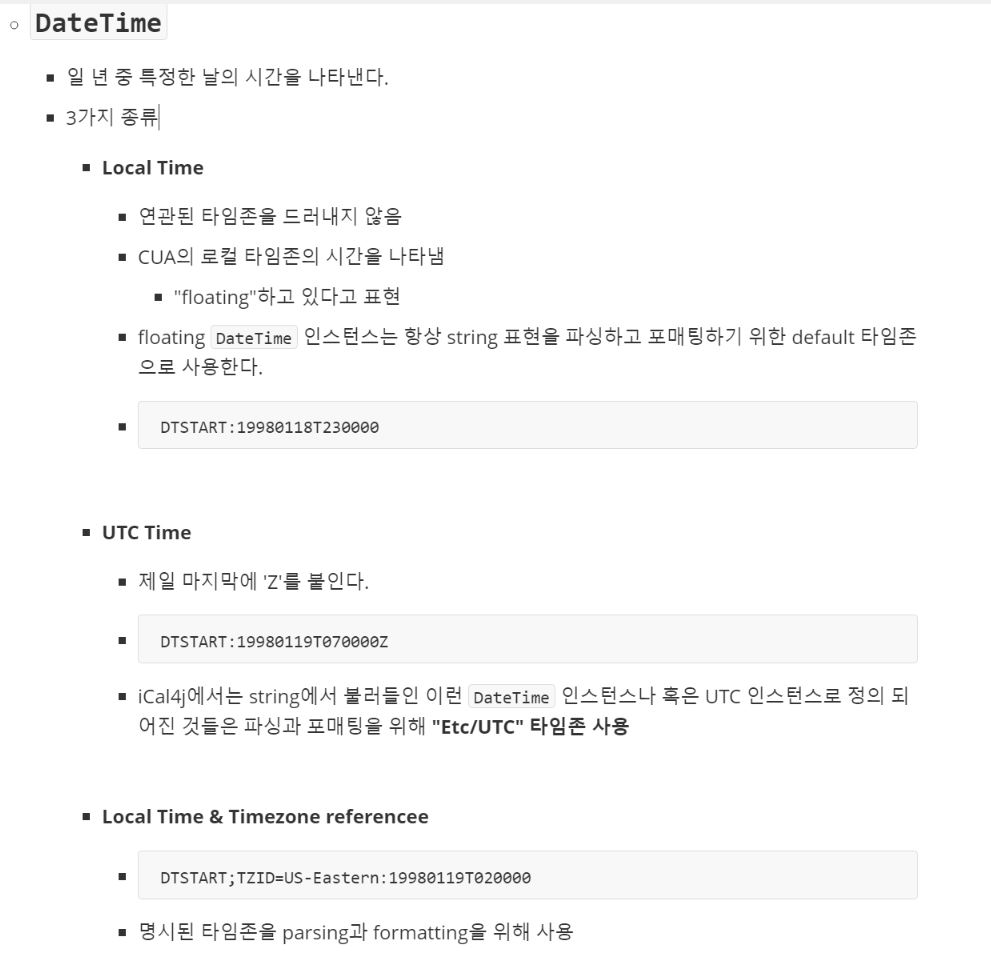 DateTime
일 년 중 특정한 날의 시간을 나타낸다.
3가지 종류
Local Time
연관된 타임존을 드러내지 않음
CUA의 로컬 타임존의 시간을 나타냄
"floating"하고 있다고 표현
floating DateTime 인스턴스는 항상 string 표현을 파싱하고 포매팅하기 위한 default 타임존
으로 사용한다.
DTSTART:19980118T230000
UTC Time
제일 마지막에 'Z'를 붙인다.
DTSTART:19980119T070000Z
iCal4j에서는 string에서 불러들인 이런 DateTime 인스턴스나 혹은 UTC 인스턴스로 정의 되
어진 것들은 파싱과 포매팅을 위해 "Etc/UTC" 타임존 사용
Local Time & Timezone referencee
DTSTART;TZID=US-Eastern:19980119T020000
명시된 타임존을 parsing과 formatting을 위해 사용